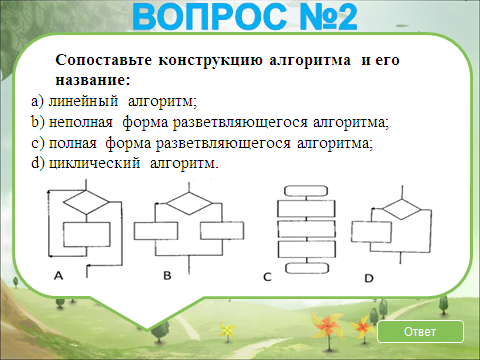 ВОПРОС №2
Сопоставьте конструкцию алгоритма и его
название:
a) линейный алгоритм;
b) неполная форма разветвляющегося алгоритма;
c) полная форма разветвляющегося алгоритма;
d) циклический алгоритм.
A B C D
Ответ